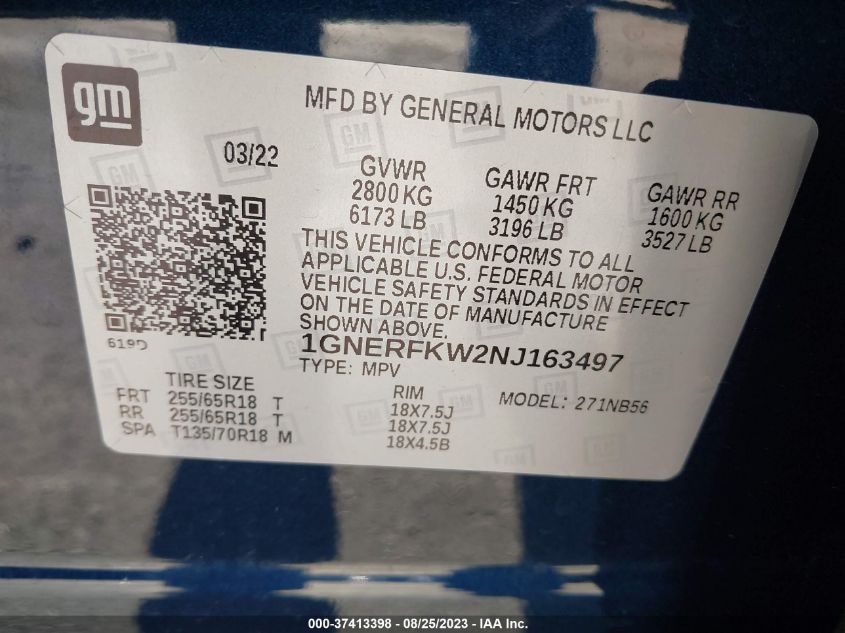 gm
MFD BY GENERAL MOTORS LLC
03/22
GVWR
2800 KG
6173 LB
GAWR FRT
1450 KG
3196 LB
GAWR RR
1600 KG
3527 LB
THIS VEHICLE CONFORMS TO ALL
APPLICABLE U.S. FEDERAL MOTOR
VEHICLE SAFETY STANDARDS IN EFFECT
ON THE DATE OF MANUFACTURE
SHOWN ABOVE.
619D
1GNERFKW2NJ163497
TYPE: MPV
TIRE SIZE
RIM
MODEL: 271NB56
FRT 255/65R18 T 18X7.5J
RR 255/65R18 T 18X7.5J
SPA T135/70R18 M 18X4.5B
000-37413398 - 08/25/2023 - IAA Inc.